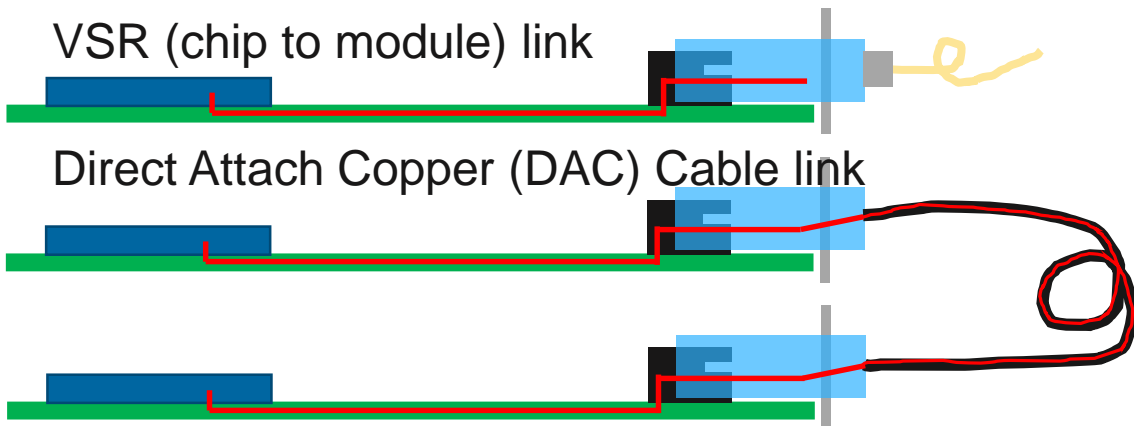 VSR (chip to module) link
Direct Attach Copper (DAC) Cable link